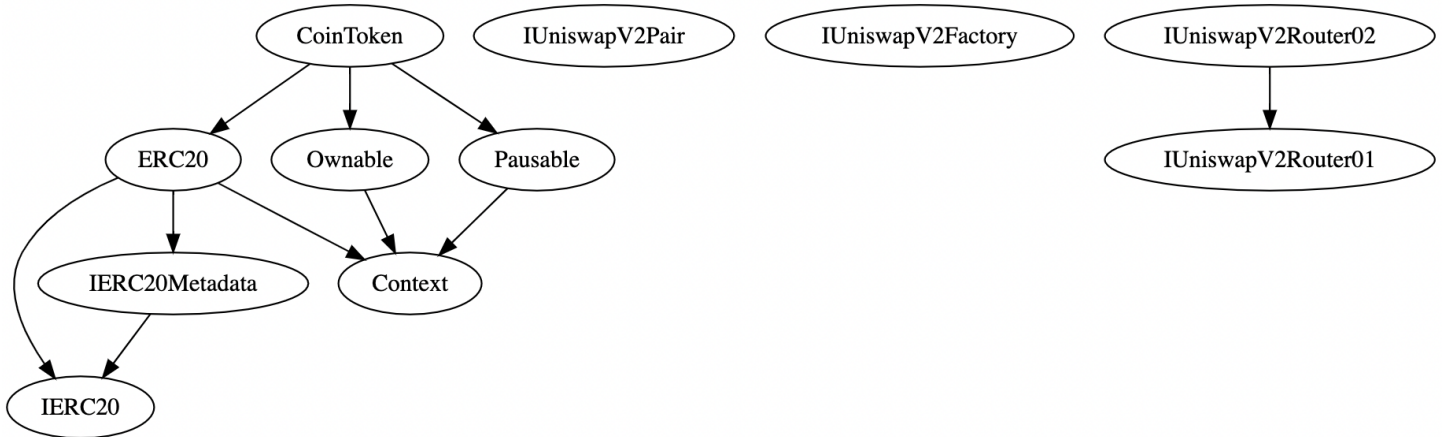 CoinToken
IUniswapV2Pair
IUniswapV2Factory
IUniswapV2Router02
ERC20
Ownable
Pausable
IUniswapV2Router01
IERC20Metadata
Context
IERC20